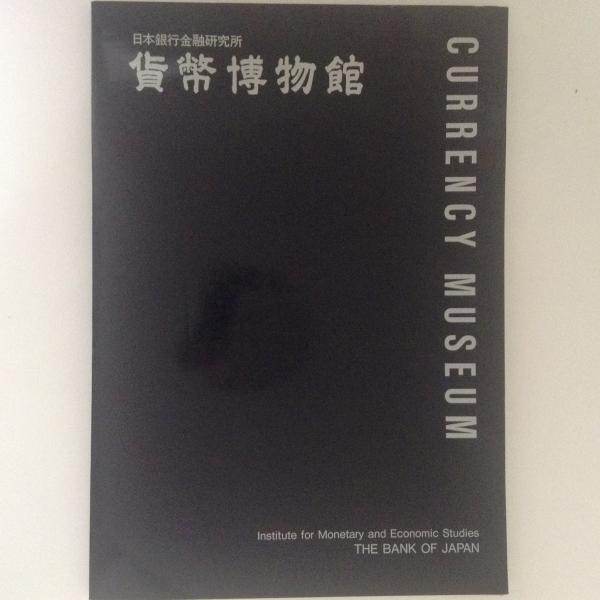 日本銀行金融研究所
貨幣博物館
CURRENCY MUSEUM
Institute for Monetary and Economic Studies
THE BANK OF JAPAN